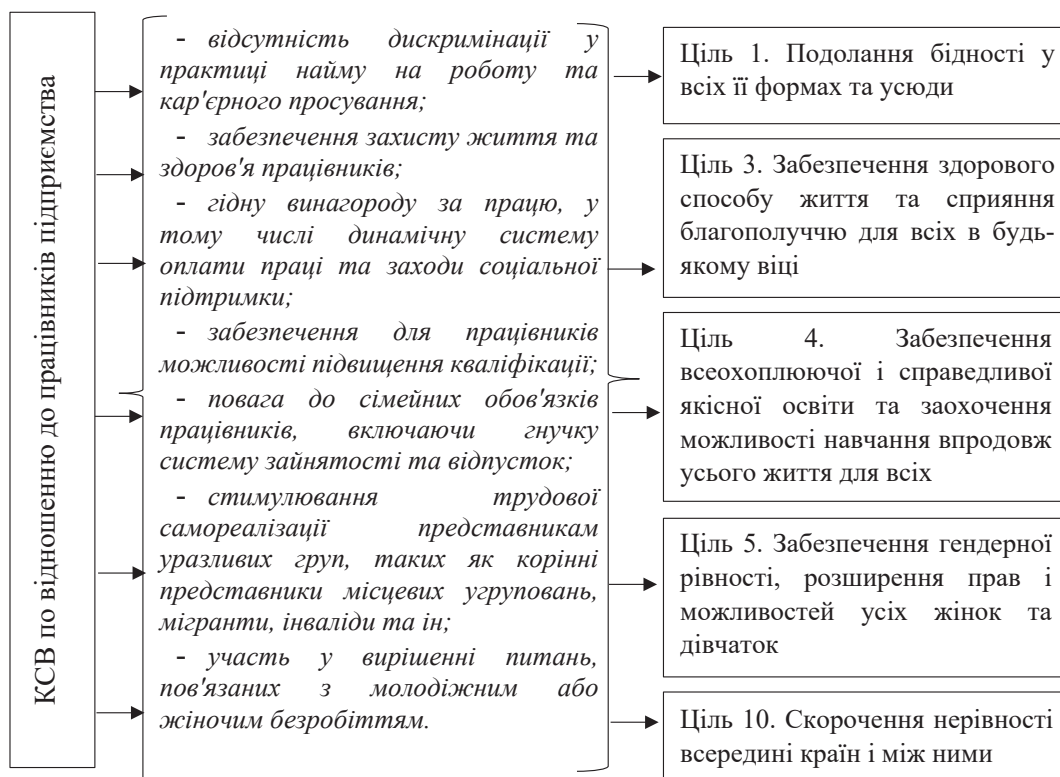 КСВ по відношенню до працівників підприємства
- відсутність дискримінації у
практиці найму на роботу та
кар'єрного просування;
- забезпечення захисту життя та
здоров'я працівників;
- гідну винагороду за працю, у
тому числі динамічну систему
оплати праці та заходи соціальної
підтримки;
- забезпечення для працівників
можливості підвищення кваліфікації;
- повага до сімейних обов'язків
працівників, включаючи гнучку
систему зайнятості та відпусток;
- стимулювання трудової
самореалізації представникам
уразливих груп, таких як корінні
представники місцевих угруповань,
мігранти, інваліди та ін;
- участь у вирішенні питань,
пов'язаних з молодіжним або
жіночим безробіттям.
Ціль 1. Подолання бідності у
всіх її формах та усюди
Ціль 3. Забезпечення здорового
способу життя та сприяння
благополуччю для всіх в будь-
якому віці
Ціль 4. Забезпечення
всеохоплюючої і справедливої
якісної освіти та заохочення
можливості навчання впродовж
усього життя для всіх
Ціль 5. Забезпечення гендерної
рівності, розширення прав і
можливостей усіх жінок та
дівчаток
Ціль 10. Скорочення нерівності
всередині країн і між ними